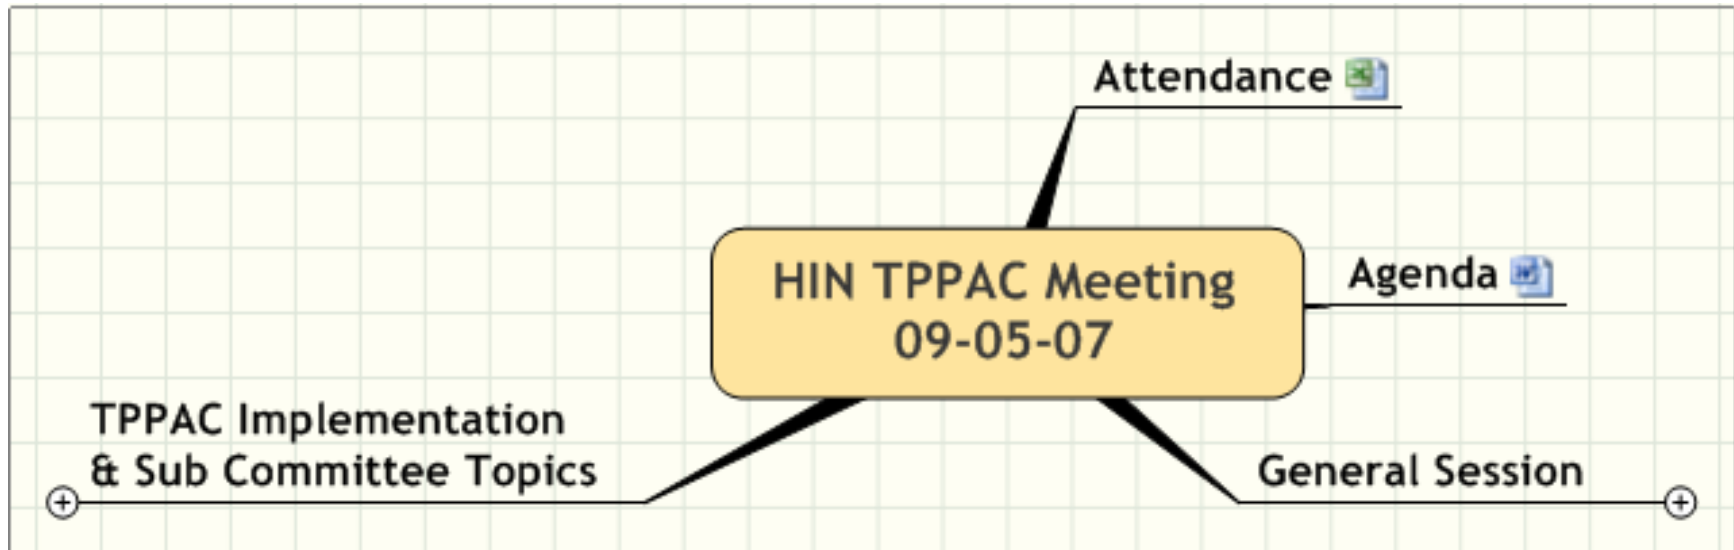 Attendance
HIN TPPAC Meeting
09-05-07
Agenda
TPPAC Implementation
& Sub Committee Topics
General Session